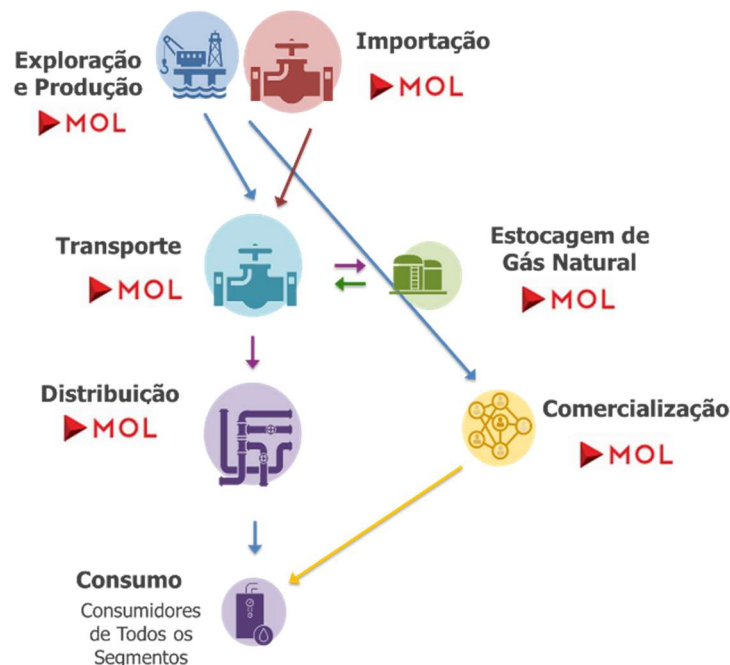 Exploração
e Produção
MOL
Importação
MOL
Transporte
MOL
Estocagem de
Gás Natural
MOL
Distribuição
MOL
Comercialização
MOL
Consumo
Consumidores
de Todos os
Segmentos